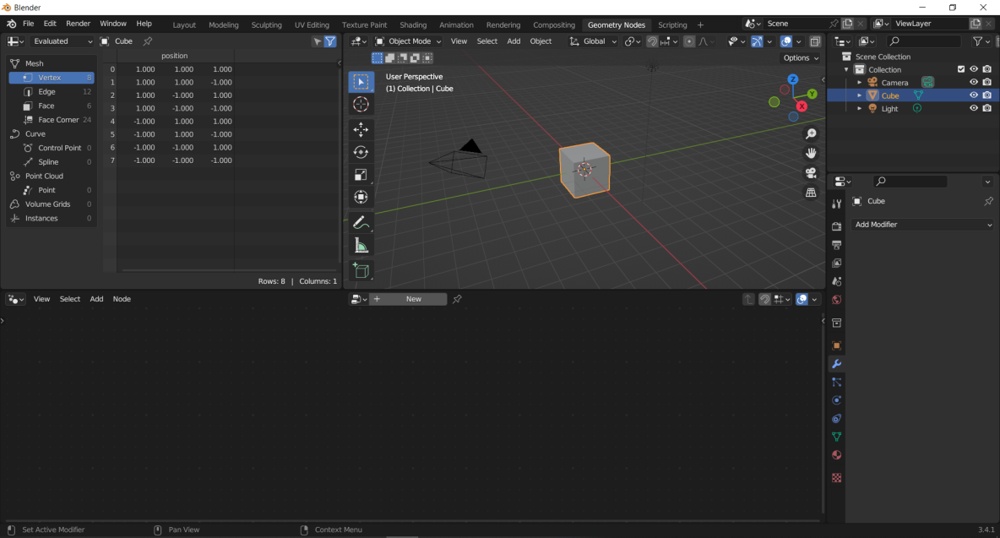 Blender
File Edit Render Window Help Layout Modeling Sculpting UV Editing Texture Paint Shading Animation Rendering Compositing Geometry Nodes Scripting + Scene ViewLayer
Evaluated Cube
position
Mesh
Vertex 8
Edge 12
Face 6
Face Corner 24
Curve
Control Point 0
Spline 0
Point Cloud
Point 0
Volume Grids 0
Instances 0
0 1.000 1.000 1.000
1 1.000 1.000 -1.000
2 1.000 -1.000 1.000
3 1.000 -1.000 -1.000
4 -1.000 1.000 1.000
5 -1.000 1.000 -1.000
6 -1.000 -1.000 1.000
7 -1.000 -1.000 -1.000
Rows: 8 | Columns: 1
Object Mode View Select Add Object Global
Options
User Perspective
(1) Collection | Cube
Z
Y
X
Scene Collection
Collection
Camera
Cube
Light
Cube
Add Modifier
View Select Add Node + New
Set Active Modifier Pan View Context Menu 3.4.1